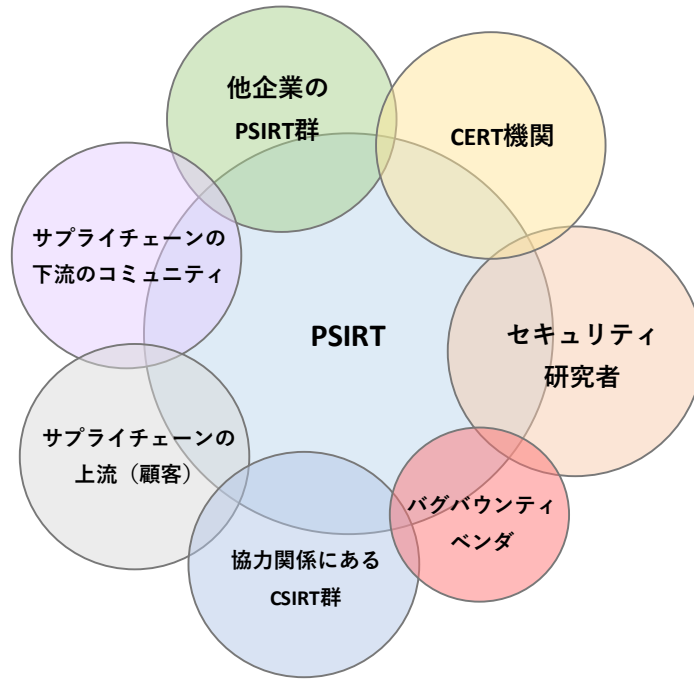 他企業の
PSIRT群
CERT機関
サプライチェーンの
下流のコミュニティ
PSIRT
セキュリティ
研究者
サプライチェーンの
上流（顧客）
バグバウンティ
ベンダ
協力関係にある
CSIRT群